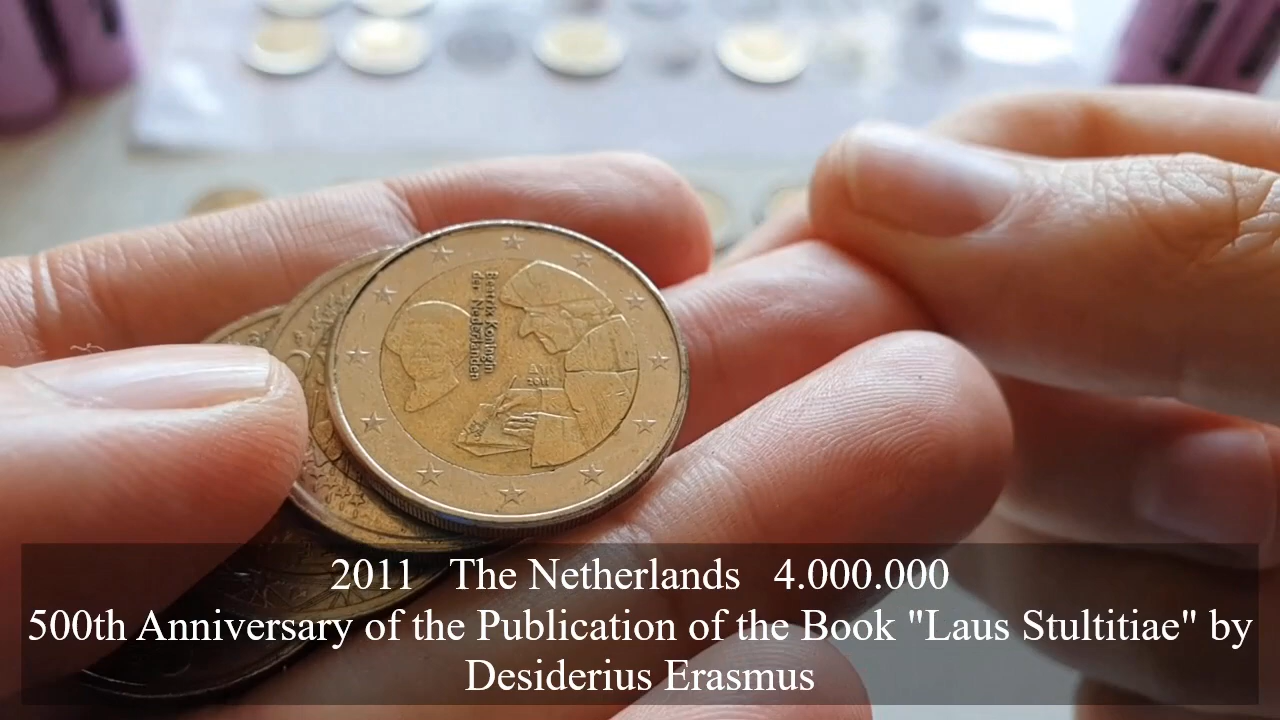 Beatrix Koningin
der Nederlanden
2011
2011 The Netherlands 4.000.000
500th Anniversary of the Publication of the Book "Laus Stultitiae" by
Desiderius Erasmus